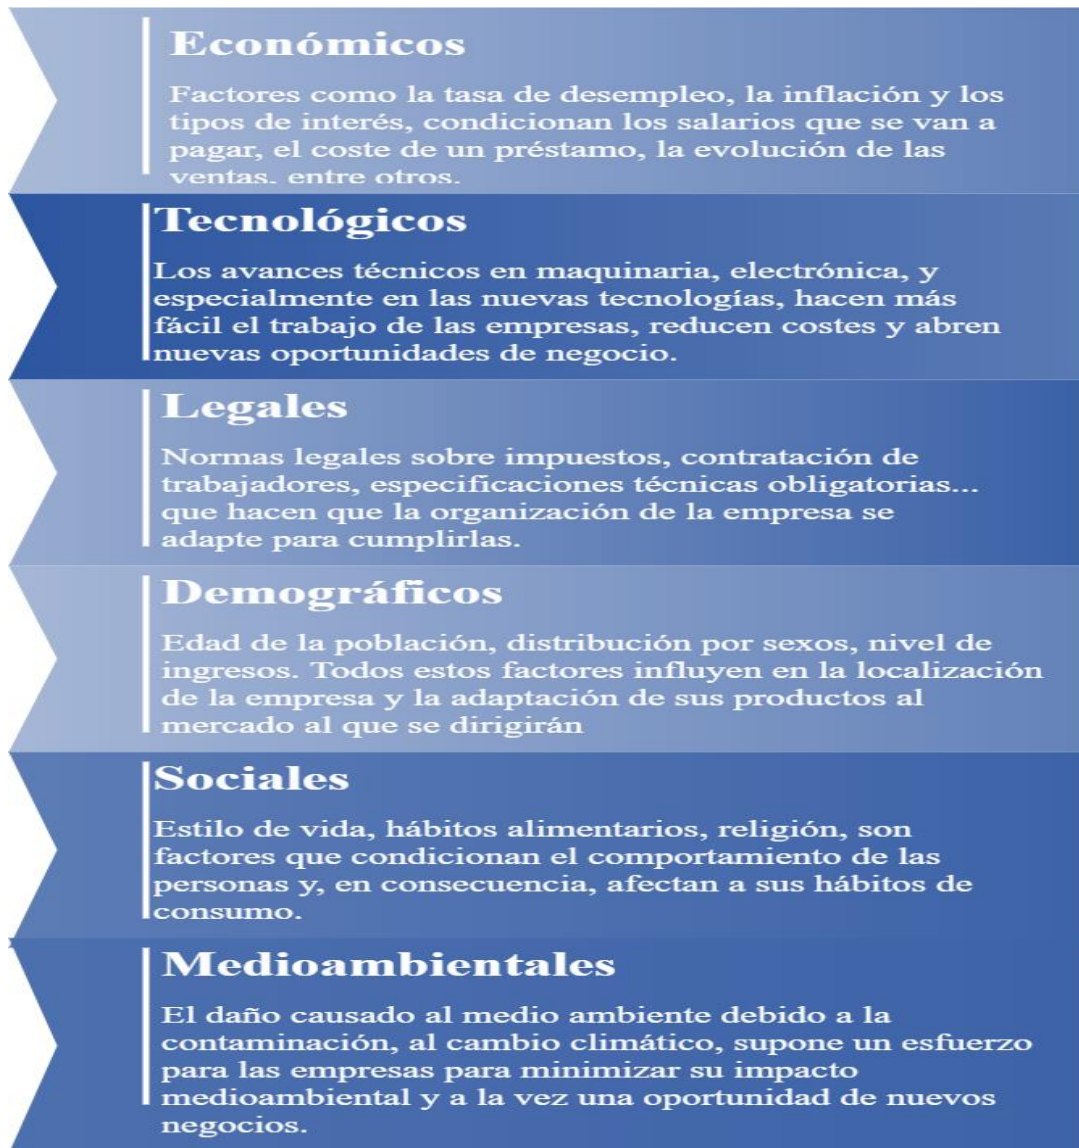 Económicos
Factores como la tasa de desempleo, la inflación y los
tipos de interés, condicionan los salarios que se van a
pagar, el coste de un préstamo, la evolución de las
ventas, entre otros.
Tecnológicos
Los avances técnicos en maquinaria, electrónica, y
especialmente en las nuevas tecnologías, hacen más
fácil el trabajo de las empresas, reducen costes y abren
nuevas oportunidades de negocio.
Legales
Normas legales sobre impuestos, contratación de
trabajadores, especificaciones técnicas obligatorias...
que hacen que la organización de la empresa se
adapte para cumplirlas.
Demográficos
Edad de la población, distribución por sexos, nivel de
ingresos. Todos estos factores influyen en la localización
de la empresa y la adaptación de sus productos al
mercado al que se dirigirán
Sociales
Estilo de vida, hábitos alimentarios, religión, son
factores que condicionan el comportamiento de las
personas y, en consecuencia, afectan a sus hábitos de
consumo.
Medioambientales
El daño causado al medio ambiente debido a la
contaminación, al cambio climático, supone un esfuerzo
para las empresas para minimizar su impacto
medioambiental y a la vez una oportunidad de nuevos
negocios.